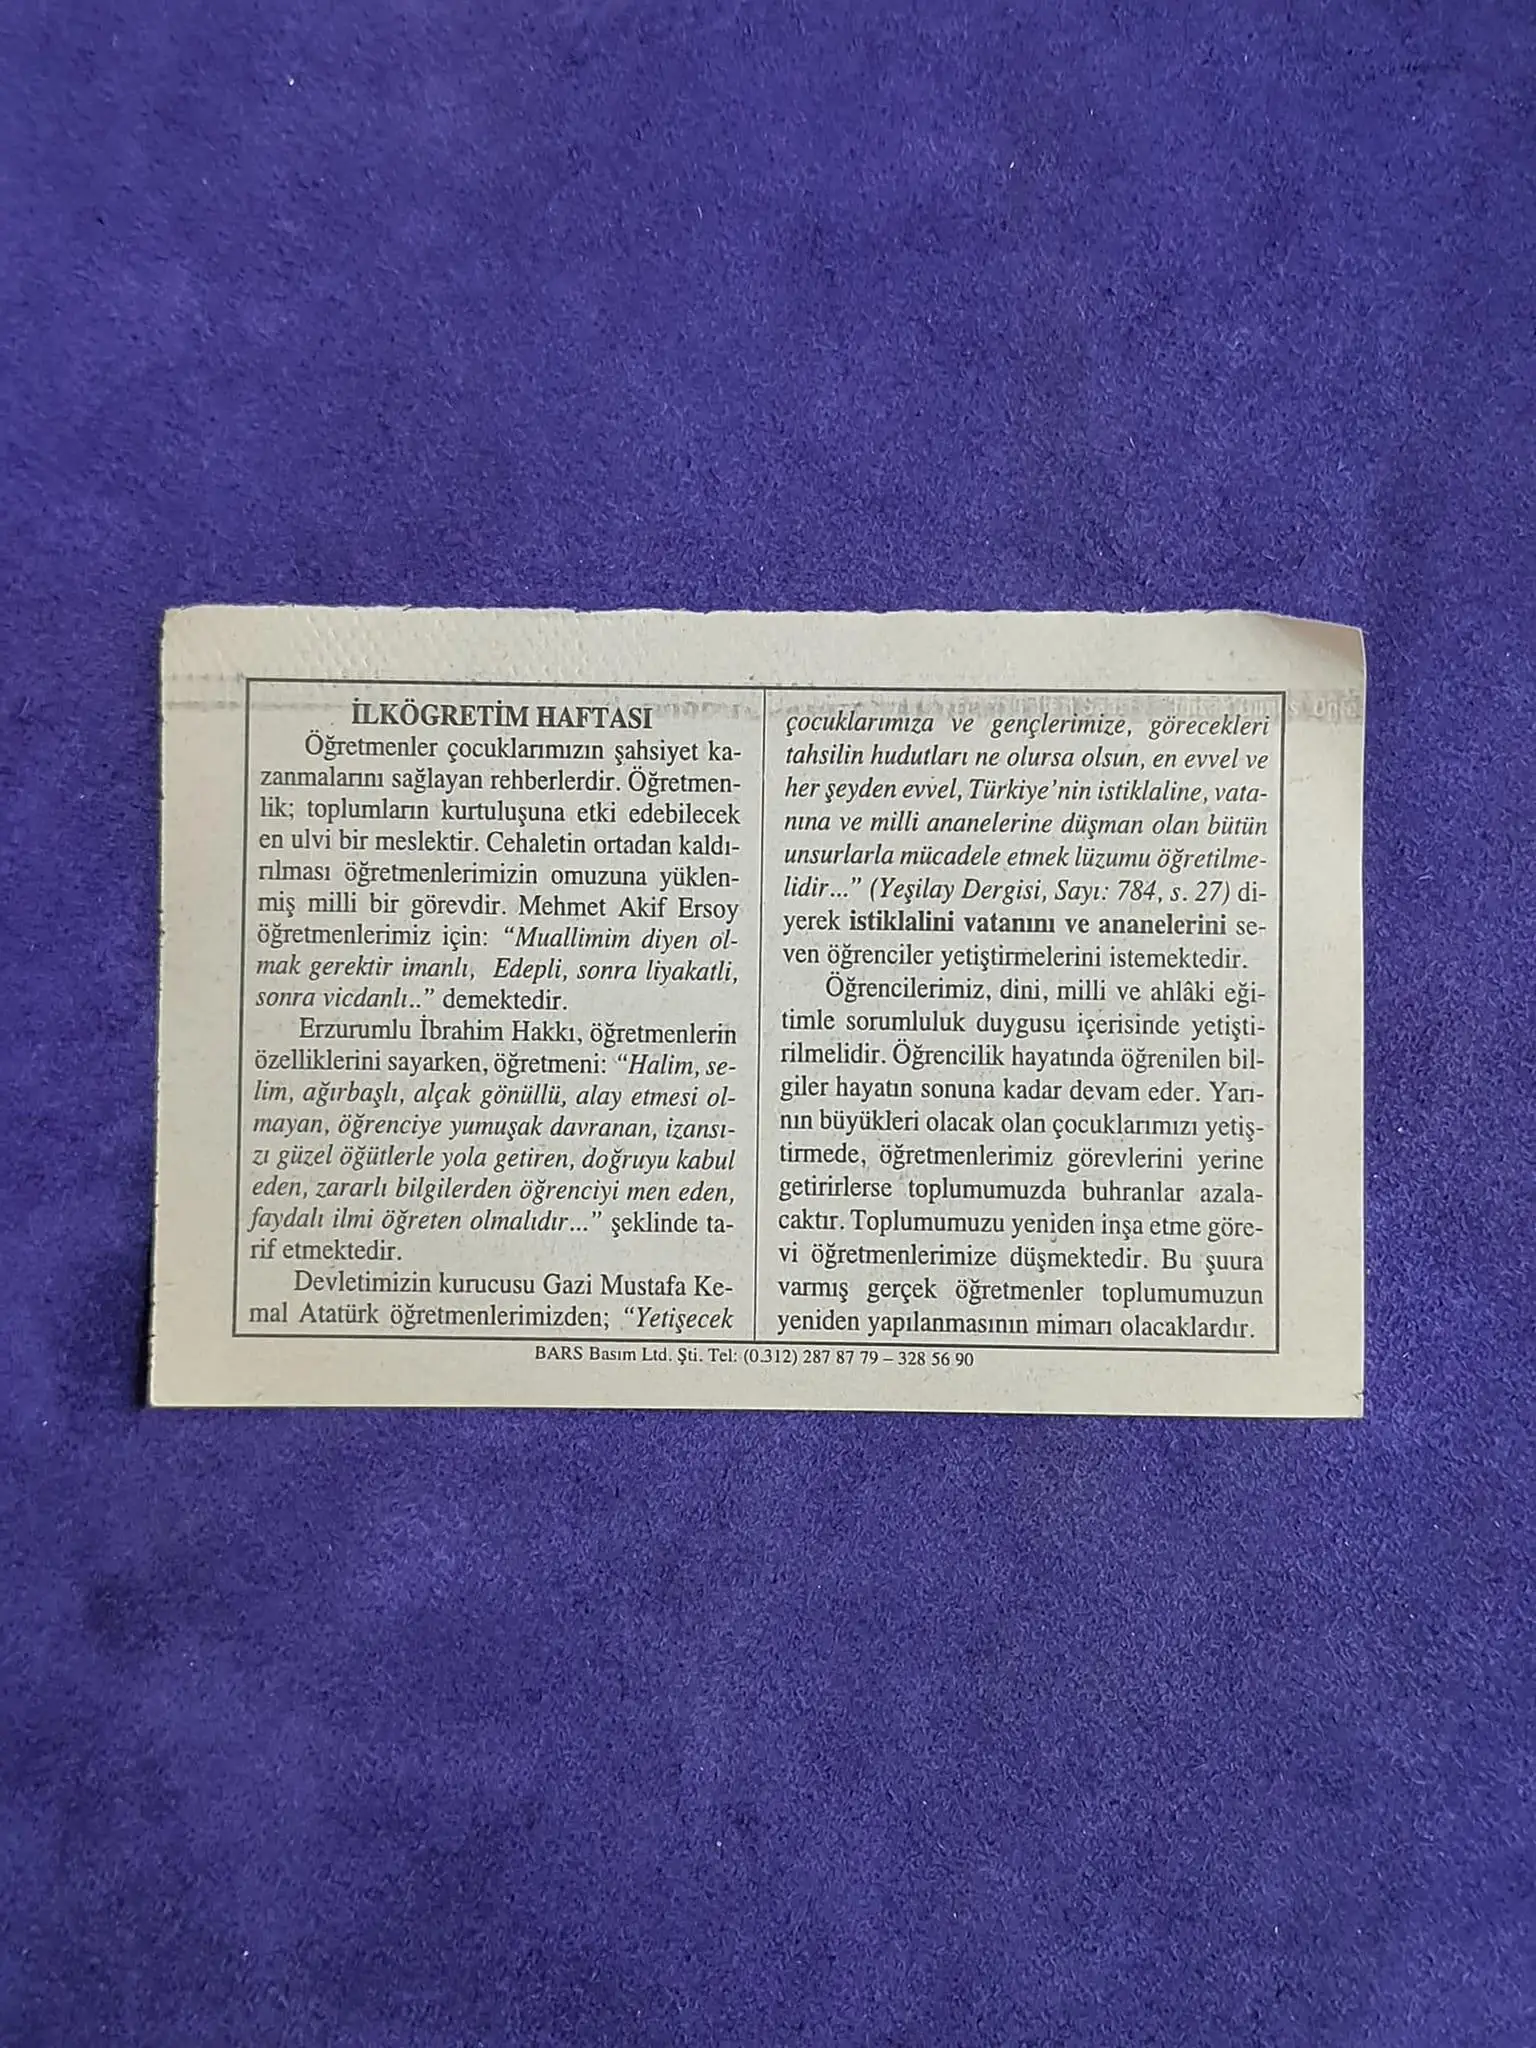 İLKÖGRETİM HAFTASI
Öğretmenler çocuklarımızın şahsiyet ka-
zanmalarını sağlayan rehberlerdir. Öğretmen-
lik; toplumların kurtuluşuna etki edebilecek
en ulvi bir meslektir. Cehaletin ortadan kaldı-
rılması öğretmenlerimizin omuzuna yüklen-
miş milli bir görevdir. Mehmet Akif Ersoy
öğretmenlerimiz için: “Muallimim diyen ol-
mak gerektir imanlı, Edepli, sonra liyakatli,
sonra vicdanlı..” demektedir.
Erzurumlu İbrahim Hakkı, öğretmenlerin
özelliklerini sayarken, öğretmeni: “Halim, se-
lim, ağırbaşlı, alçak gönüllü, alay etmesi ol-
mayan, öğrenciye yumuşak davranan, izansı-
zı güzel öğütlerle yola getiren, doğruyu kabul
eden, zararlı bilgilerden öğrenciyi men eden,
faydalı ilmi öğreten olmalıdır...” şeklinde ta-
rif etmektedir.
Devletimizin kurucusu Gazi Mustafa Ke-
mal Atatürk öğretmenlerimizden; “Yetişecek
çocuklarımıza ve gençlerimize, görecekleri
tahsilin hudutları ne olursa olsun, en evvel ve
her şeyden evvel, Türkiye’nin istiklaline, vata-
nına ve milli ananelerine düşman olan bütün
unsurlarla mücadele etmek lüzumu öğretilme-
lidir...” (Yeşilay Dergisi, Sayı: 784, s. 27) di-
yerek istiklalini vatanını ve ananelerini se-
ven öğrenciler yetiştirmelerini istemektedir.
Öğrencilerimiz, dini, milli ve ahlâki eği-
timle sorumluluk duygusu içerisinde yetişti-
rilmelidir. Öğrencilik hayatında öğrenilen bil-
giler hayatın sonuna kadar devam eder. Yarı-
nın büyükleri olacak olan çocuklarımızı yetiş-
tirmede, öğretmenlerimiz görevlerini yerine
getirirlerse toplumumuzda buhranlar azala-
caktır. Toplumumuzu yeniden inşa etme göre-
vi öğretmenlerimize düşmektedir. Bu şuura
varmış gerçek öğretmenler toplumumuzun
yeniden yapılanmasının mimarı olacaklardır.
BARS Basım Ltd. Şti. Tel: (0.312) 287 87 79 – 328 56 90